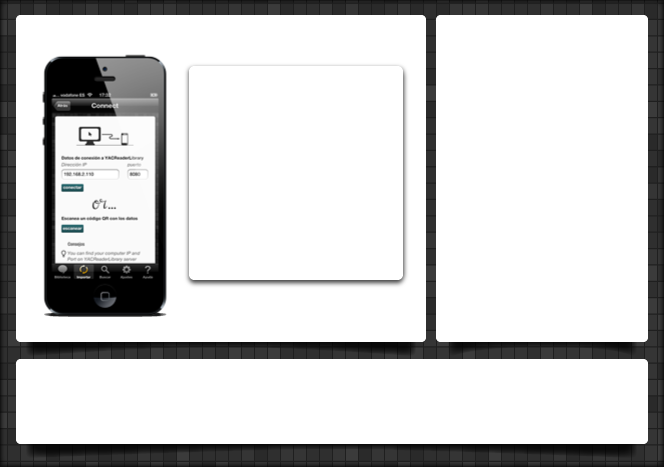 vodafone ES 17:22
Atrás Connect
Datos de conexión a YACReaderLibrary
Dirección IP puerto
192.168.2.110 8080
conectar
or...
Escanea un código QR con los datos
escanear
Consejos
You can find your computer IP and
Port on YACReaderLibrary server
Biblioteca Importar Buscar Ajustes Ayuda